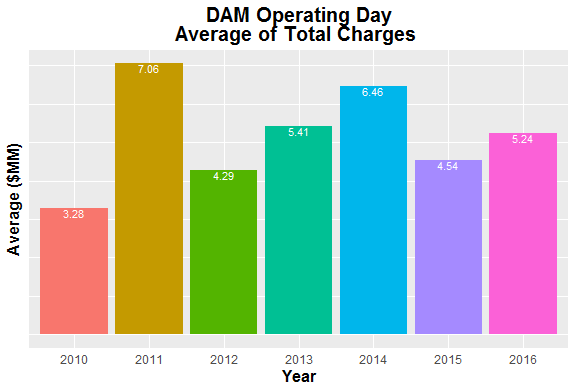 DAM Operating Day
Average of Total Charges
Average ($MM)
3.28
7.06
4.29
5.41
6.46
4.54
5.24
2010 2011 2012 2013 2014 2015 2016
Year